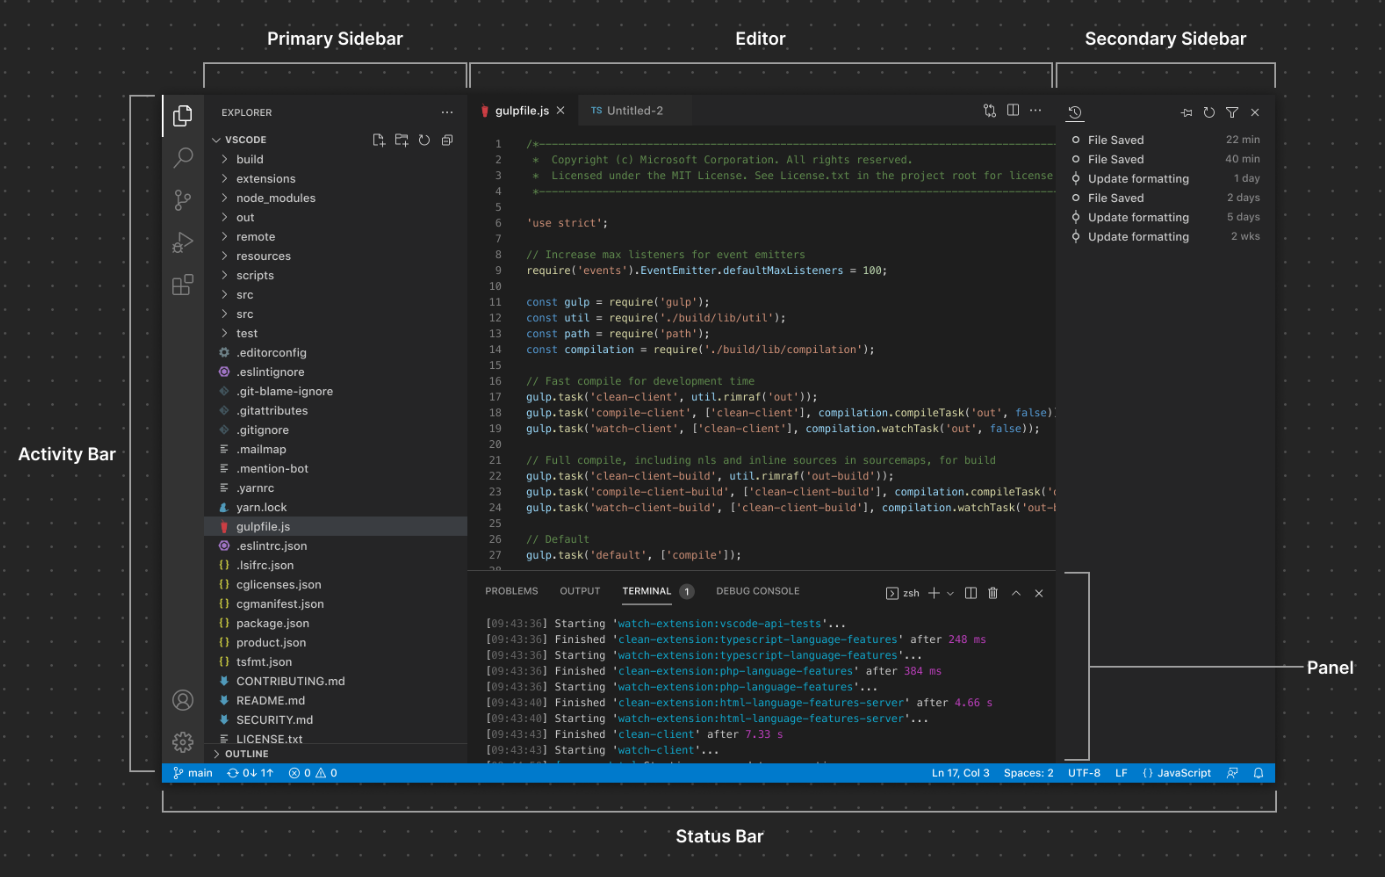 Primary Sidebar
Editor
Secondary Sidebar
Activity Bar
EXPLORER
VSCODE
build
extensions
node_modules
out
remote
resources
scripts
src
src
test
.editorconfig
.eslintignore
.git-blame-ignore
.gitattributes
.gitignore
.mailmap
.mention-bot
.yarnrc
yarn.lock
gulpfile.js
.eslintrc.json
.lsifrc.json
cglicenses.json
cgmanifest.json
package.json
product.json
tsfmt.json
CONTRIBUTING.md
README.md
SECURITY.md
LICENSE.txt
OUTLINE
gulpfile.js
TS Untitled-2
1 /*
2 * Copyright (c) Microsoft Corporation. All rights reserved.
3 * Licensed under the MIT License. See License.txt in the project root for license
4 *
5
6 'use strict';
7
8 // Increase max listeners for event emitters
9 require('events').EventEmitter.defaultMaxListeners = 100;
10
11 const gulp = require('gulp');
12 const util = require('./build/lib/util');
13 const path = require('path');
14 const compilation = require('./build/lib/compilation');
15
16 // Fast compile for development time
17 gulp.task('clean-client', util.rimraf('out'));
18 gulp.task('compile-client', ['clean-client'], compilation.compileTask('out', false))
19 gulp.task('watch-client', ['clean-client'], compilation.watchTask('out', false));
20
21 // Full compile, including nls and inline sources in sourcemaps, for build
22 gulp.task('clean-client-build', util.rimraf('out-build'));
23 gulp.task('compile-client-build', ['clean-client-build'], compilation.compileTask('o
24 gulp.task('watch-client-build', ['clean-client-build'], compilation.watchTask('out-b
25
26 // Default
27 gulp.task('default', ['compile']);
28
File Saved 22 min
File Saved 40 min
Update formatting 1 day
File Saved 2 days
Update formatting 5 days
Update formatting 2 wks
PROBLEMS OUTPUT TERMINAL 1 DEBUG CONSOLE zsh
[09:43:36] Starting 'watch-extension:vscode-api-tests'...
[09:43:36] Finished 'clean-extension:typescript-language-features' after 248 ms
[09:43:36] Starting 'watch-extension:typescript-language-features'...
[09:43:36] Finished 'clean-extension:php-language-features' after 384 ms
[09:43:36] Starting 'watch-extension:php-language-features'...
[09:43:40] Finished 'clean-extension:html-language-features-server' after 4.66 s
[09:43:40] Starting 'watch-extension:html-language-features-server'...
[09:43:43] Finished 'clean-client' after 7.33 s
[09:43:43] Starting 'watch-client'...
Panel
main 0↓ 1↑ 0 0 Ln 17, Col 3 Spaces: 2 UTF-8 LF {} JavaScript
Status Bar